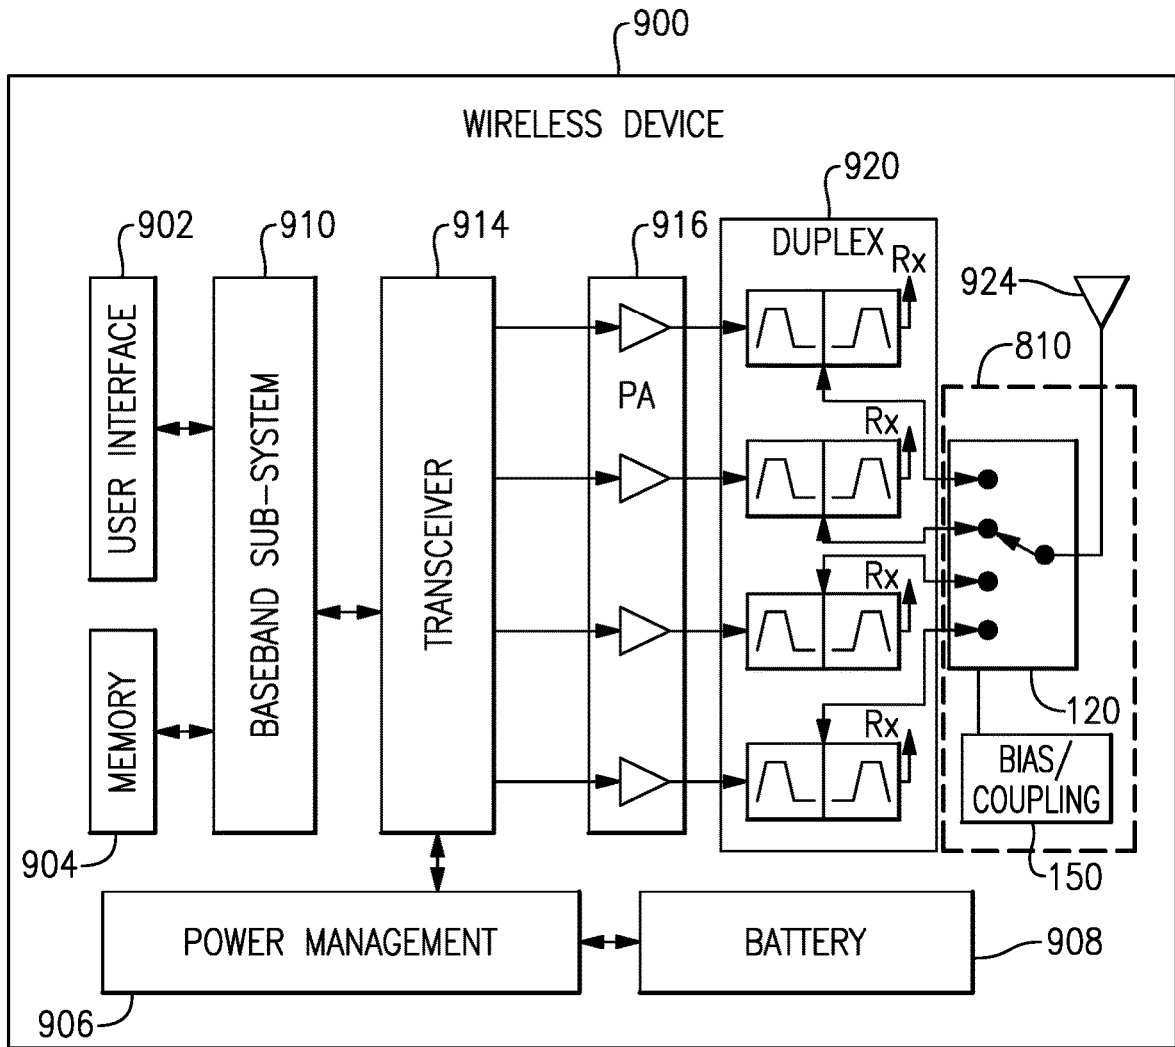 900
WIRELESS DEVICE
920
902
910
914
916
DUPLEX
Rx
924
810
USER INTERFACE
BASEBAND SUB-SYSTEM
TRANSCEIVER
PA
Rx
Rx
MEMORY
Rx
120
BIAS/
COUPLING
904
150
POWER MANAGEMENT
BATTERY
908
906